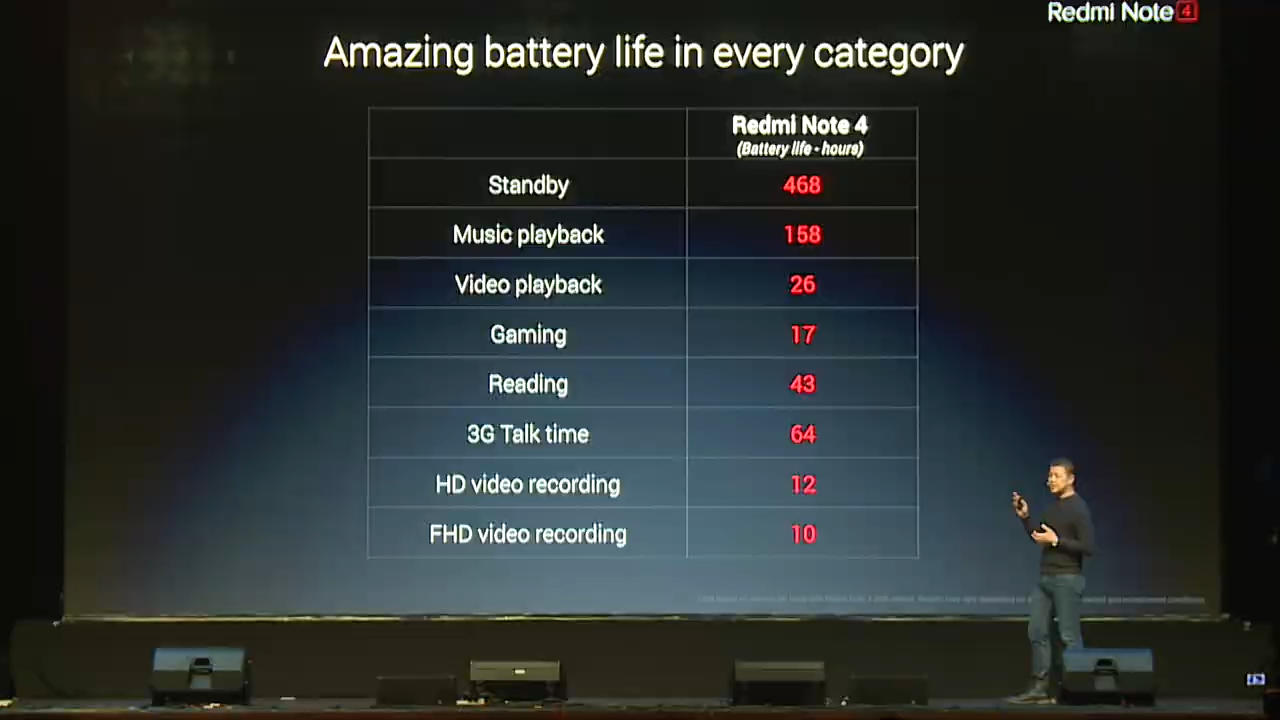 Redmi Note 4
Amazing battery life in every category
Redmi Note 4
(Battery life - hours)
Standby 468
Music playback 158
Video playback 26
Gaming 17
Reading 43
3G Talk time 64
HD video recording 12
FHD video recording 10